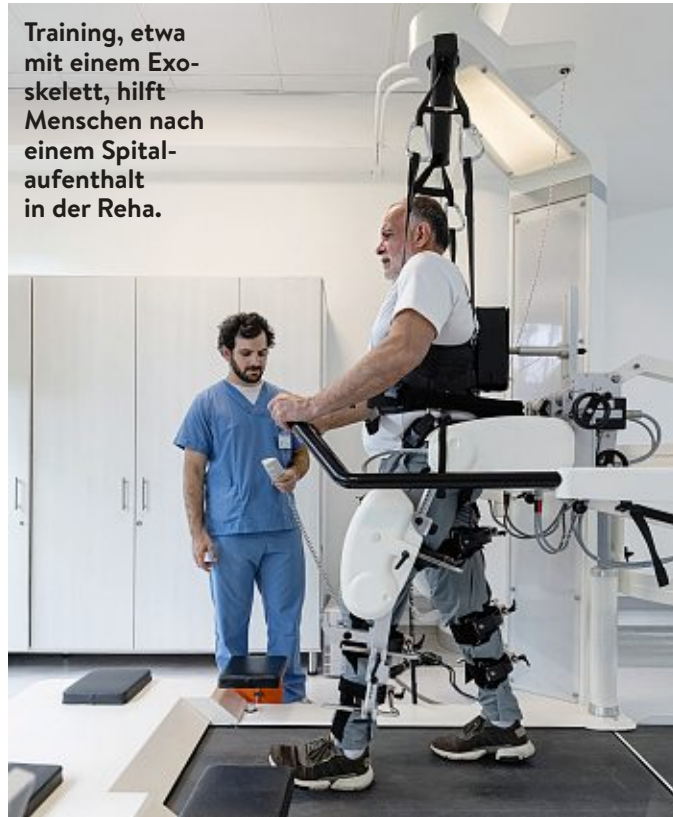 Training, etwa
mit einem Exo-
skelett, hilft
Menschen nach
einem Spital-
aufenthalt
in der Reha.